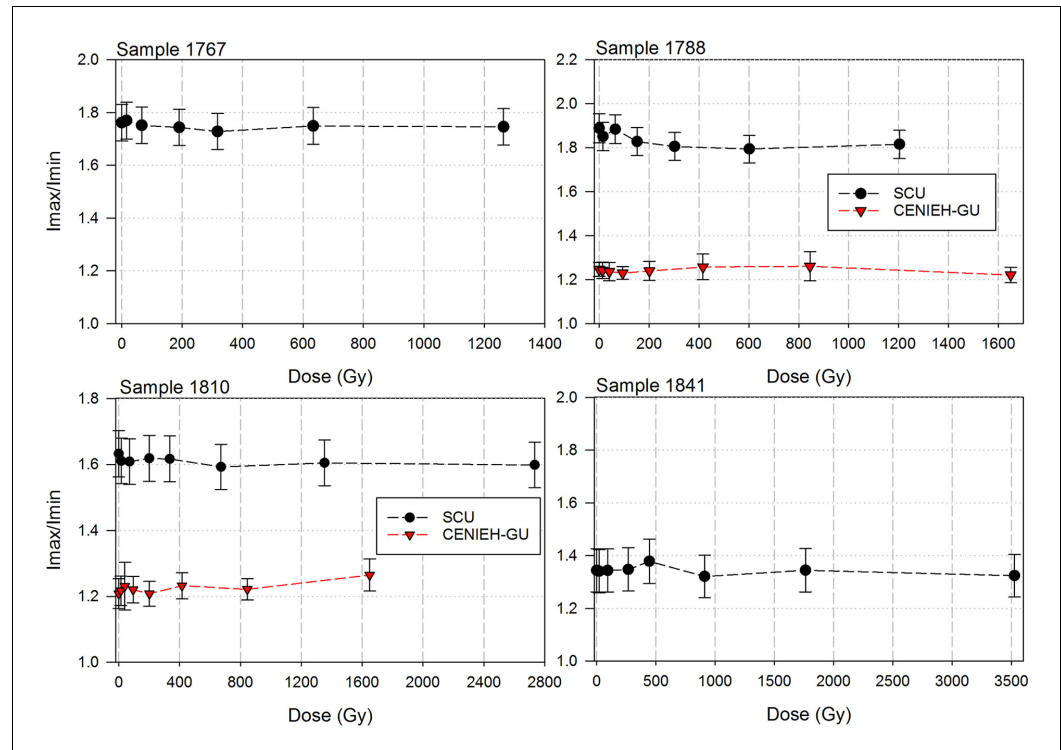 Sample 1767
2.0
1.8
1.6
1.4
1.2
1.0
Imax/Imin
0 200 400 600 800 1000 1200 1400
Dose (Gy)
Sample 1788
2.2
2.0
1.8
1.6
1.4
1.2
1.0
SCU
CENIEH-GU
0 200 400 600 800 1000 1200 1400 1600
Dose (Gy)
Sample 1810
1.8
1.6
1.4
1.2
1.0
Imax/Imin
SCU
CENIEH-GU
0 400 800 1200 1600 2000 2400 2800
Dose (Gy)
Sample 1841
2.0
1.8
1.6
1.4
1.2
1.0
0 500 1000 1500 2000 2500 3000 3500
Dose (Gy)